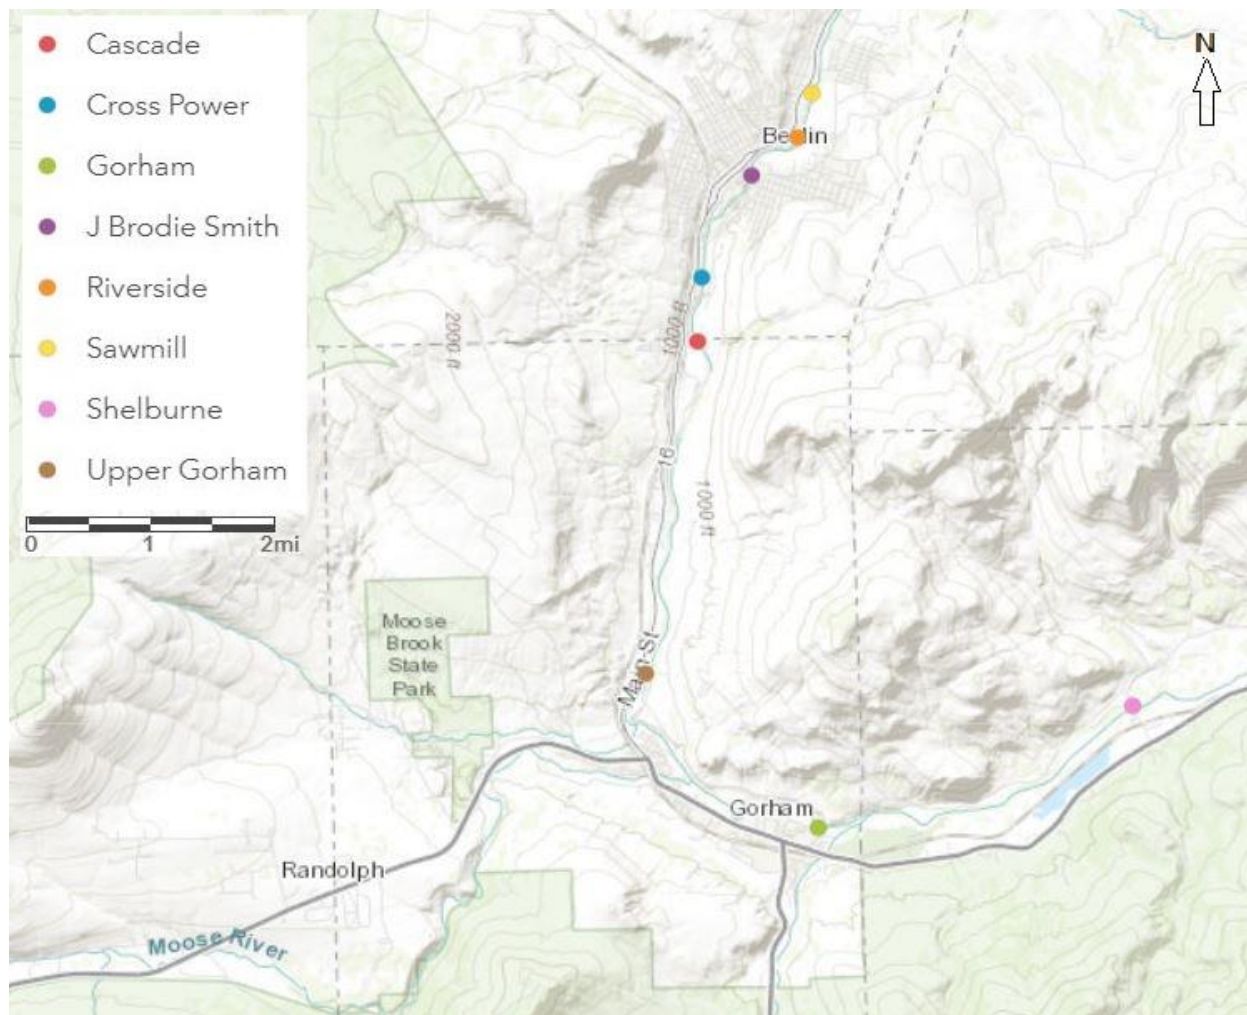 Cascade
Cross Power
Gorham
J Brodie Smith
Riverside
Sawmill
Shelburne
Upper Gorham
0 1 2mi
N
Berlin
2000 ft
1000 ft
16
1000 ft
Moose
Brook
State
Park
Main St
Gorham
Randolph
Moose River